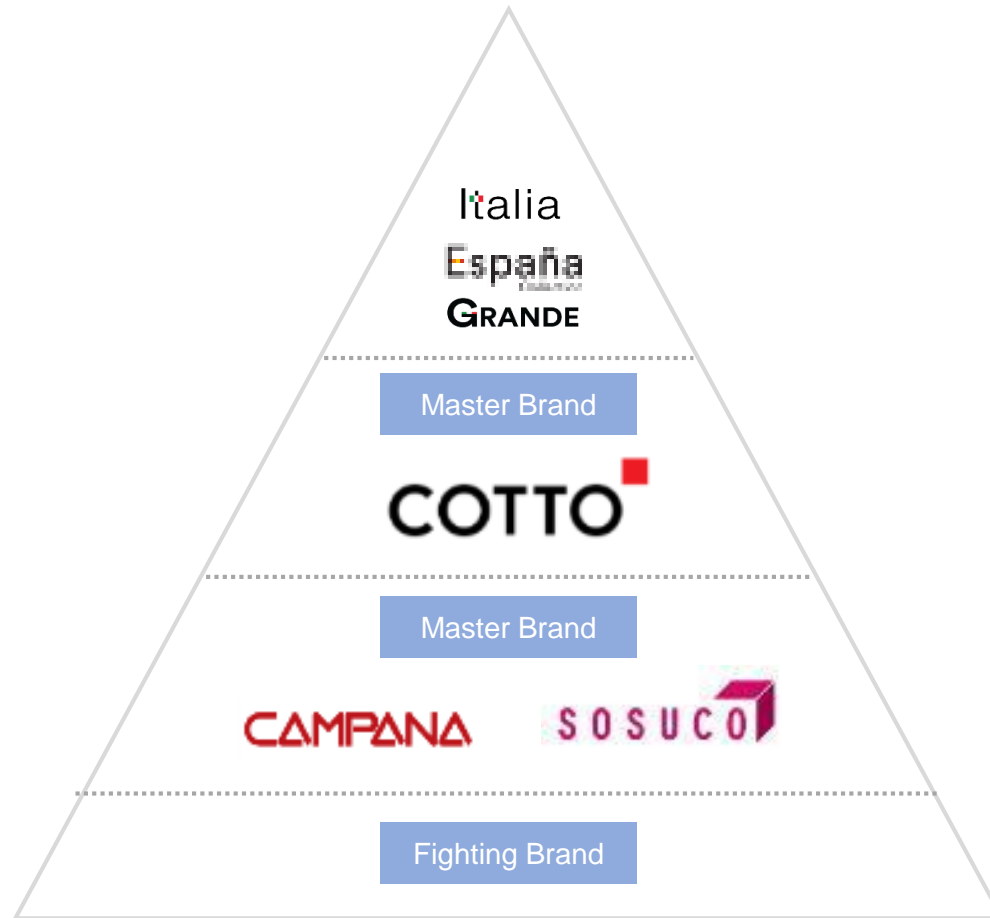 Italia
España
GRANDE
Master Brand
COTTO
Master Brand
CAMPANA SOSUCO
Fighting Brand